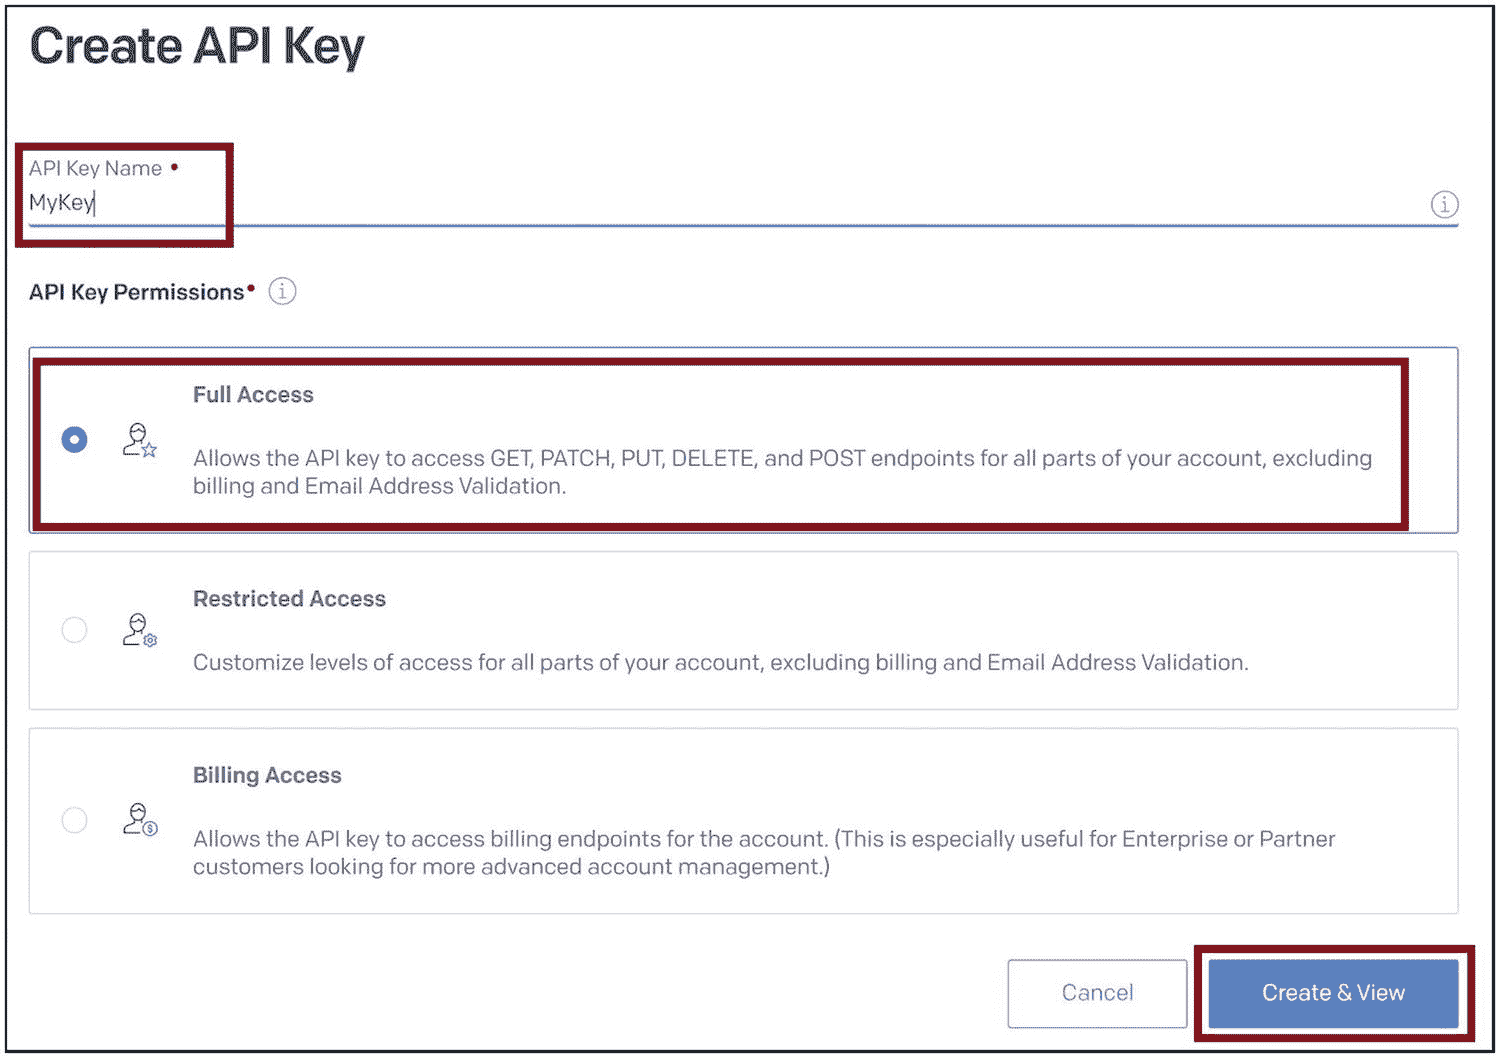 Create API Key
API Key Name •
MyKey
API Key Permissions•
Full Access
Allows the API key to access GET, PATCH, PUT, DELETE, and POST endpoints for all parts of your account, excluding
billing and Email Address Validation.
Restricted Access
Customize levels of access for all parts of your account, excluding billing and Email Address Validation.
Billing Access
Allows the API key to access billing endpoints for the account. (This is especially useful for Enterprise or Partner
customers looking for more advanced account management.)
Cancel
Create & View